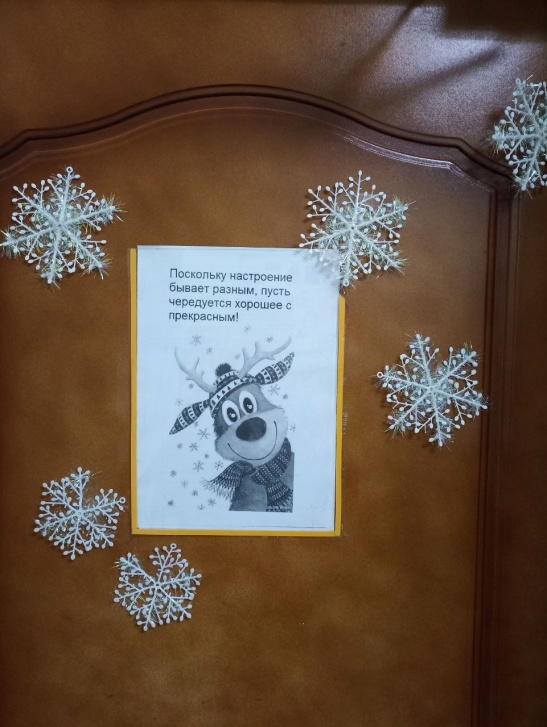 Поскольку настроение
бывает разным, пусть
чередуется хорошее с
прекрасным!